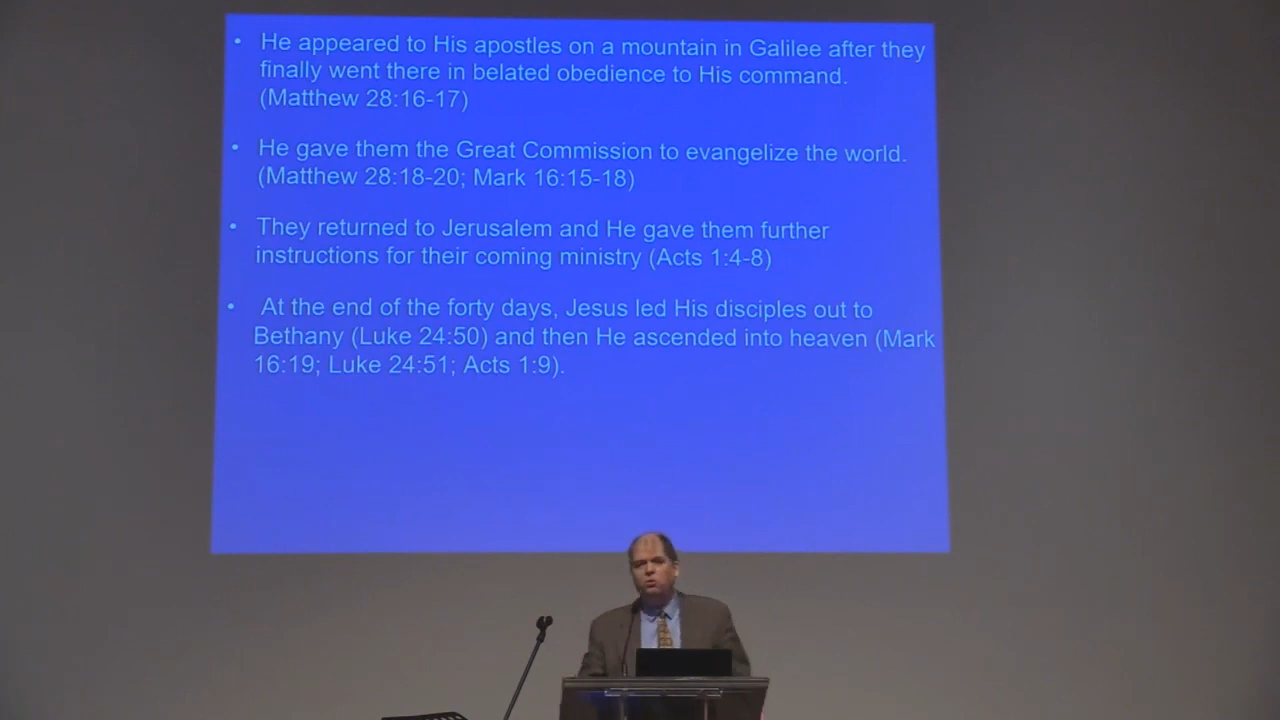 • He appeared to His apostles on a mountain in Galilee after they
finally went there in belated obedience to His command.
(Matthew 28:16-17)
• He gave them the Great Commission to evangelize the world.
(Matthew 28:18-20; Mark 16:15-18)
• They returned to Jerusalem and He gave them further
instructions for their coming ministry (Acts 1:4-8)
• At the end of the forty days, Jesus led His disciples out to
Bethany (Luke 24:50) and then He ascended into heaven (Mark
16:19; Luke 24:51; Acts 1:9).